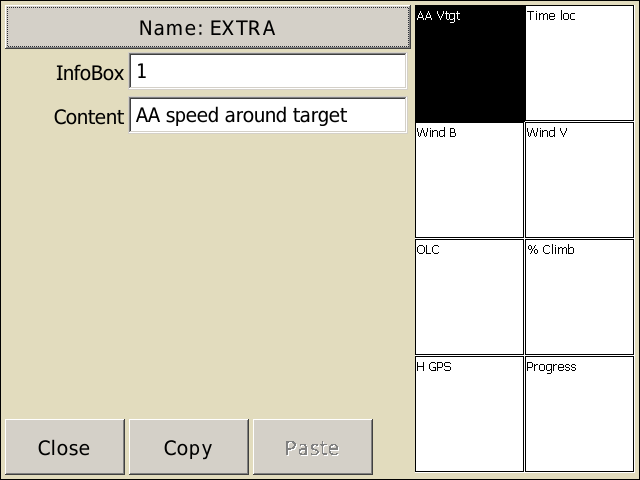 Name: EXTRA
InfoBox 1
Content AA speed around target
AA Vtgt Time loc
Wind B Wind V
OLC % Climb
H GPS Progress
Close Copy Paste